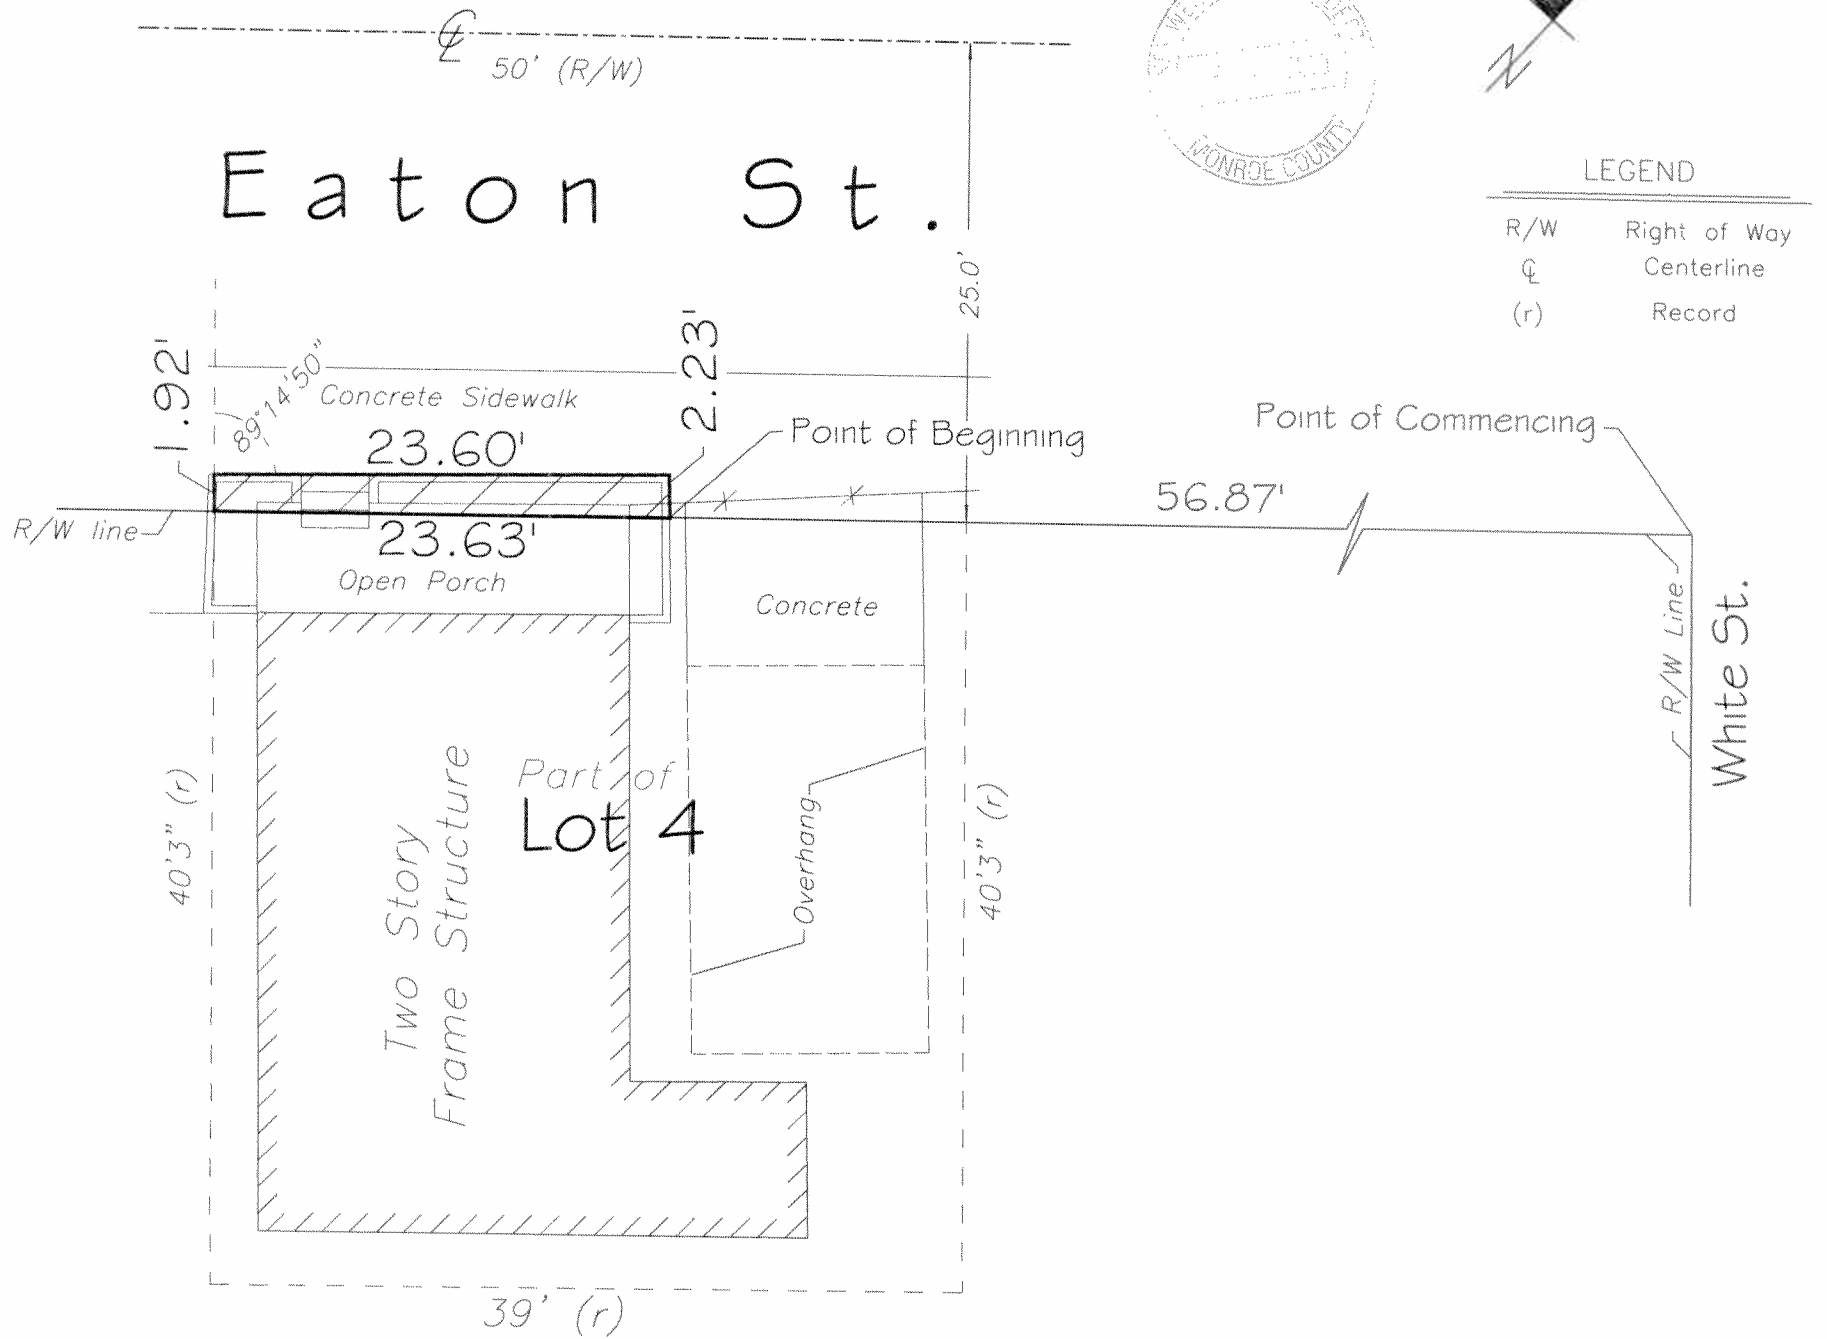 ℄
50' (R/W)
N
MONROE COUNTY
Eaton St.
LEGEND
R/W Right of Way
℄ Centerline
(r) Record
25.0'
1.92'
89°14'50"
Concrete Sidewalk
2.23'
23.60'
Point of Beginning
Point of Commencing
56.87'
R/W line
23.63'
Open Porch
Concrete
R/W Line
White St.
Part of
Lot 4
Two Story
Frame Structure
Overhang
40'3" (r)
40'3" (r)
39' (r)